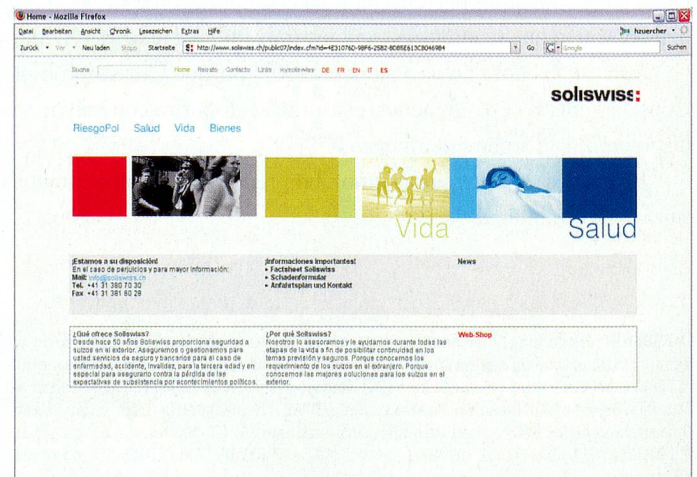 Home - Mozilla Firefox
Datei Bearbeiten Ansicht Chronik Lesezeichen Extras Hilfe hzuercher
Zurück Vor Neu laden Stopp Startseite Go Google Suchen
Suche Home Retraits Contacto Links mysoliswiss DE FR EN IT ES
soliswiss:
RiesgoPol Salud Vida Bienes
Vida Salud
¡Estamos a su disposición!
En el caso de perjuicios y para mayor información:
Mail: info@soliswiss.ch
Tel. +41 31 380 70 30
Fax +41 31 381 60 28
¡Informaciones importantes!
• Factsheet Soliswiss
• Schadenformular
• Anfahrtsplan und Kontakt
News
¿Qué ofrece Soliswiss?
Desde hace 50 años Soliswiss proporciona seguridad a
suizos en el exterior. Aseguremos o gestionamos para
usted servicios de seguro y bancarios para el caso de
enfermedad, accidente, invalidez, para la tercera edad y en
especial para asegurarlo contra la pérdida de las
expectativas de subsistencia por acontecimientos políticos.
¿Por qué Soliswiss?
Nosotros lo asesoramos y le ayudamos durante todas las
etapas de la vida a fin de posibilitar continuidad en los
temas previsión y seguros. Porque conocemos los
requerimiento de los suizos en el extranjero. Porque
conocemos las mejores soluciones para los suizos en el
exterior.
Web-Shop